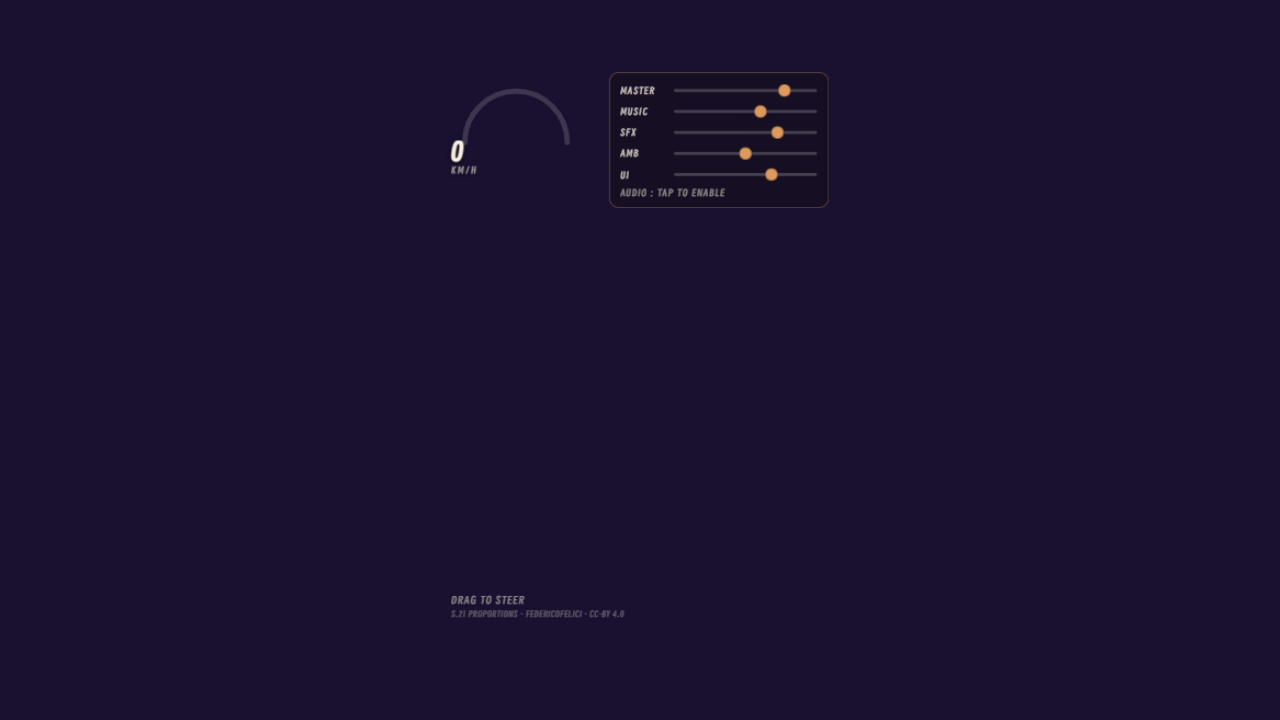 0
KM/H
MASTER
MUSIC
SFX
AMB
UI
AUDIO : TAP TO ENABLE
DRAG TO STEER
S.21 PROPORTIONS · FEDERICOFELICI · CC-BY 4.0